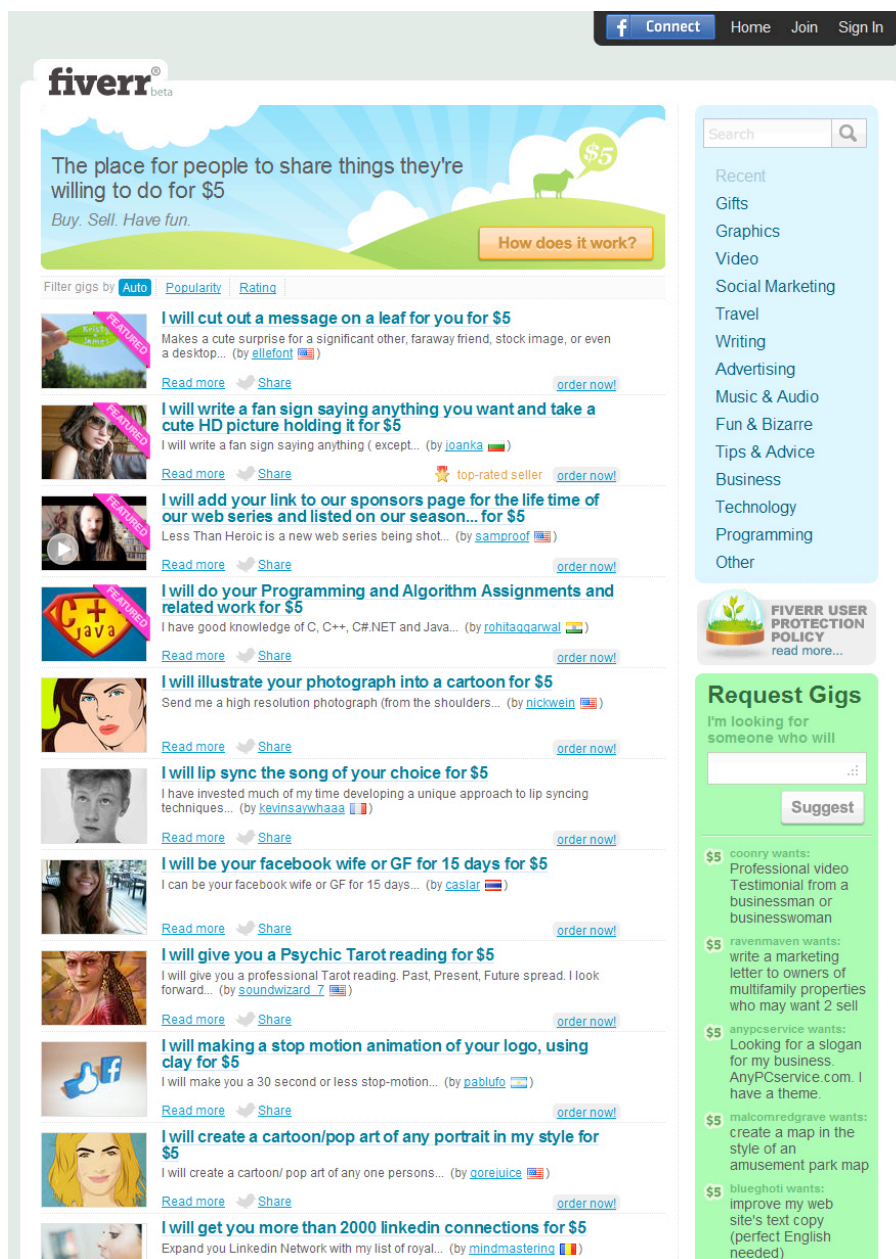 f Connect Home Join Sign In
fiverr®
beta
The place for people to share things they're
willing to do for $5
Buy. Sell. Have fun.
$5
How does it work?
Filter gigs by Auto Popularity Rating
FEATURED
Kristy
James
I will cut out a message on a leaf for you for $5
Makes a cute surprise for a significant other, faraway friend, stock image, or even
a desktop... (by ellefont)
Read more Share order now!
FEATURED
I will write a fan sign saying anything you want and take a
cute HD picture holding it for $5
I will write a fan sign saying anything ( except... (by joanka)
Read more Share top-rated seller order now!
FEATURED
I will add your link to our sponsors page for the life time of
our web series and listed on our season... for $5
Less Than Heroic is a new web series being shot... (by samproof)
Read more Share order now!
FEATURED
C++
Java
I will do your Programming and Algorithm Assignments and
related work for $5
I have good knowledge of C, C++, C#.NET and Java... (by rohitaggarwal)
Read more Share order now!
I will illustrate your photograph into a cartoon for $5
Send me a high resolution photograph (from the shoulders... (by nickwein)
Read more Share order now!
I will lip sync the song of your choice for $5
I have invested much of my time developing a unique approach to lip syncing
techniques... (by kevinsaywhaaa)
Read more Share order now!
I will be your facebook wife or GF for 15 days for $5
I can be your facebook wife or GF for 15 days... (by caslar)
Read more Share order now!
I will give you a Psychic Tarot reading for $5
I will give you a professional Tarot reading. Past, Present, Future spread. I look
forward... (by soundwizard_7)
Read more Share order now!
f
I will making a stop motion animation of your logo, using
clay for $5
I will make you a 30 second or less stop-motion... (by pablufo)
Read more Share order now!
I will create a cartoon/pop art of any portrait in my style for
$5
I will create a cartoon/ pop art of any one persons... (by gorejuice)
Read more Share order now!
I will get you more than 2000 linkedin connections for $5
Expand you Linkedin Network with my list of royal... (by mindmastering)
Search
Recent
Gifts
Graphics
Video
Social Marketing
Travel
Writing
Advertising
Music & Audio
Fun & Bizarre
Tips & Advice
Business
Technology
Programming
Other
FIVERR USER
PROTECTION
POLICY
read more...
Request Gigs
I'm looking for
someone who will
Suggest
$5 coonry wants:
Professional video
Testimonial from a
businessman or
businesswoman
$5 ravenmaven wants:
write a marketing
letter to owners of
multifamily properties
who may want 2 sell
$5 anypcservice wants:
Looking for a slogan
for my business.
AnyPCservice.com. I
have a theme.
$5 malcomredgrave wants:
create a map in the
style of an
amusement park map
$5 blueghoti wants:
improve my web
site's text copy
(perfect English
needed)